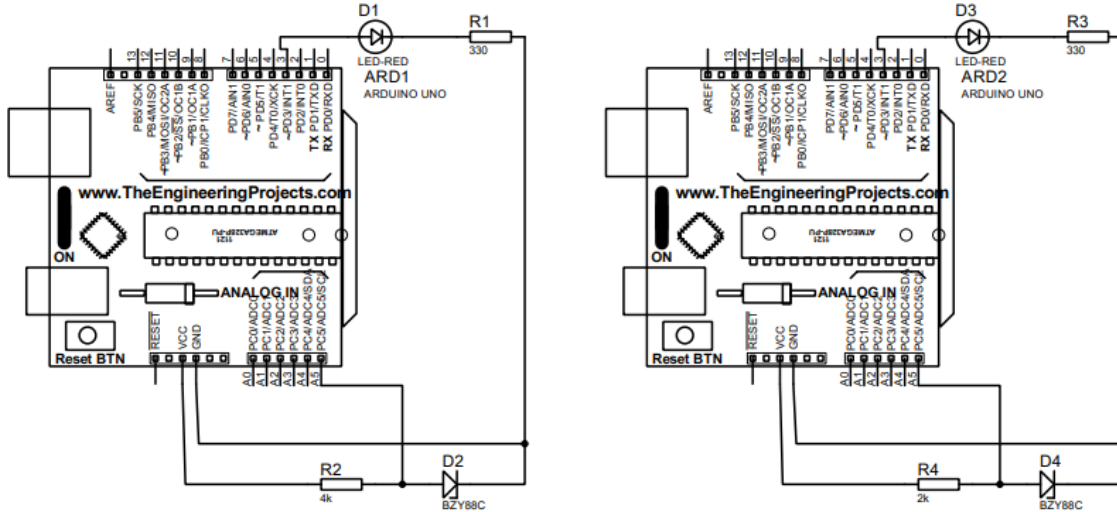 D1
R1
LED-RED
330
ARD1
ARDUINO UNO
AREF
13
12
11
10
9
8
7
6
5
4
3
2
1
0
PB5/SCK
PB4/MISO
~PB3/MOSI/OC2A
~PB2/SS/OC1B
~PB1/OC1A
PB0/ICP1/CLKO
PD7/AIN1
~PD6/AIN0
~PD5/T1
PD4/T0/XCK
~PD3/INT1
PD2/INT0
TX PD1/TXD
RX PD0/RXD
www.TheEngineeringProjects.com
ATMEGA328P-PU
1121
ON
ANALOG IN
Reset BTN
RESET
VCC
GND
PC0/ADC0
PC1/ADC1
PC2/ADC2
PC3/ADC3
PC4/ADC4/SDA
PC5/ADC5/SCL
A0
A1
A2
A3
A4
A5
R2
4k
D2
BZY88C
D3
R3
LED-RED
330
ARD2
ARDUINO UNO
AREF
13
12
11
10
9
8
7
6
5
4
3
2
1
0
PB5/SCK
PB4/MISO
~PB3/MOSI/OC2A
~PB2/SS/OC1B
~PB1/OC1A
PB0/ICP1/CLKO
PD7/AIN1
~PD6/AIN0
~PD5/T1
PD4/T0/XCK
~PD3/INT1
PD2/INT0
TX PD1/TXD
RX PD0/RXD
www.TheEngineeringProjects.com
ATMEGA328P-PU
1121
ON
ANALOG IN
Reset BTN
RESET
VCC
GND
PC0/ADC0
PC1/ADC1
PC2/ADC2
PC3/ADC3
PC4/ADC4/SDA
PC5/ADC5/SCL
A0
A1
A2
A3
A4
A5
R4
2k
D4
BZY88C